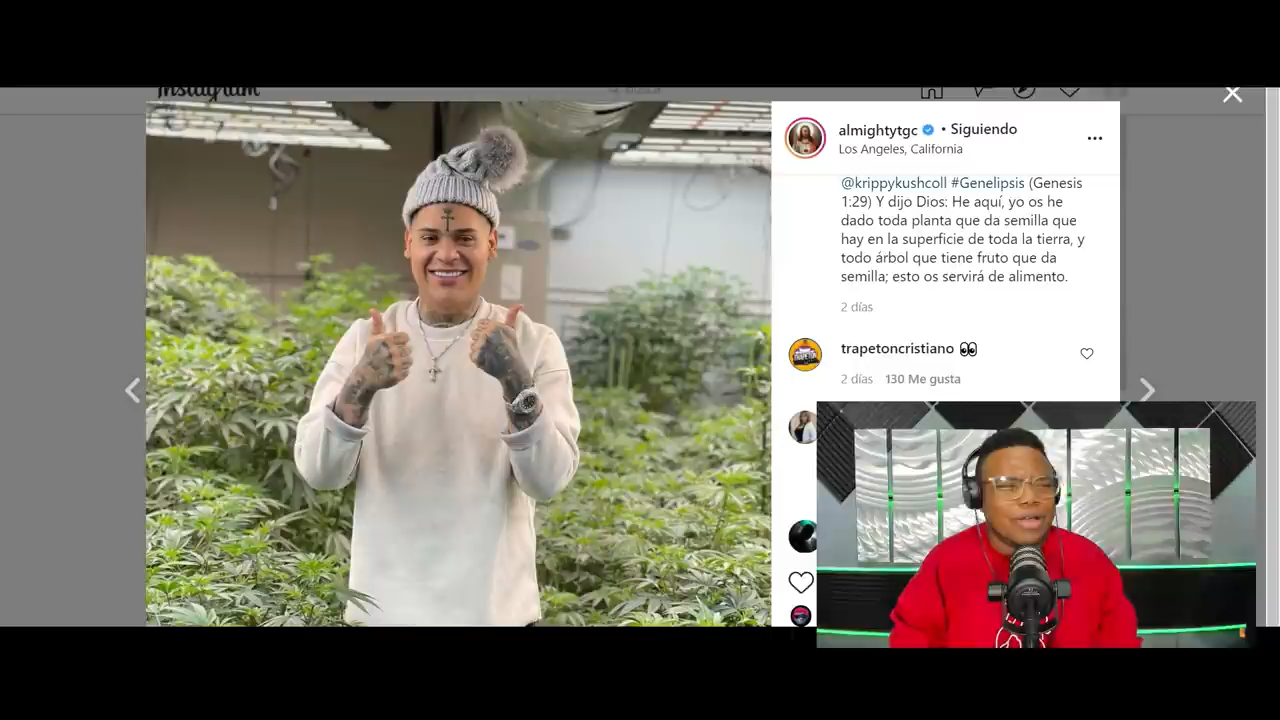 Instagram
almightytgc • Siguiendo
Los Angeles, California
@krippykushcoll #Genelipsis (Genesis
1:29) Y dijo Dios: He aquí, yo os he
dado toda planta que da semilla que
hay en la superficie de toda la tierra, y
todo árbol que tiene fruto que da
semilla; esto os servirá de alimento.
2 días
trapetoncristiano 👀
2 días 130 Me gusta